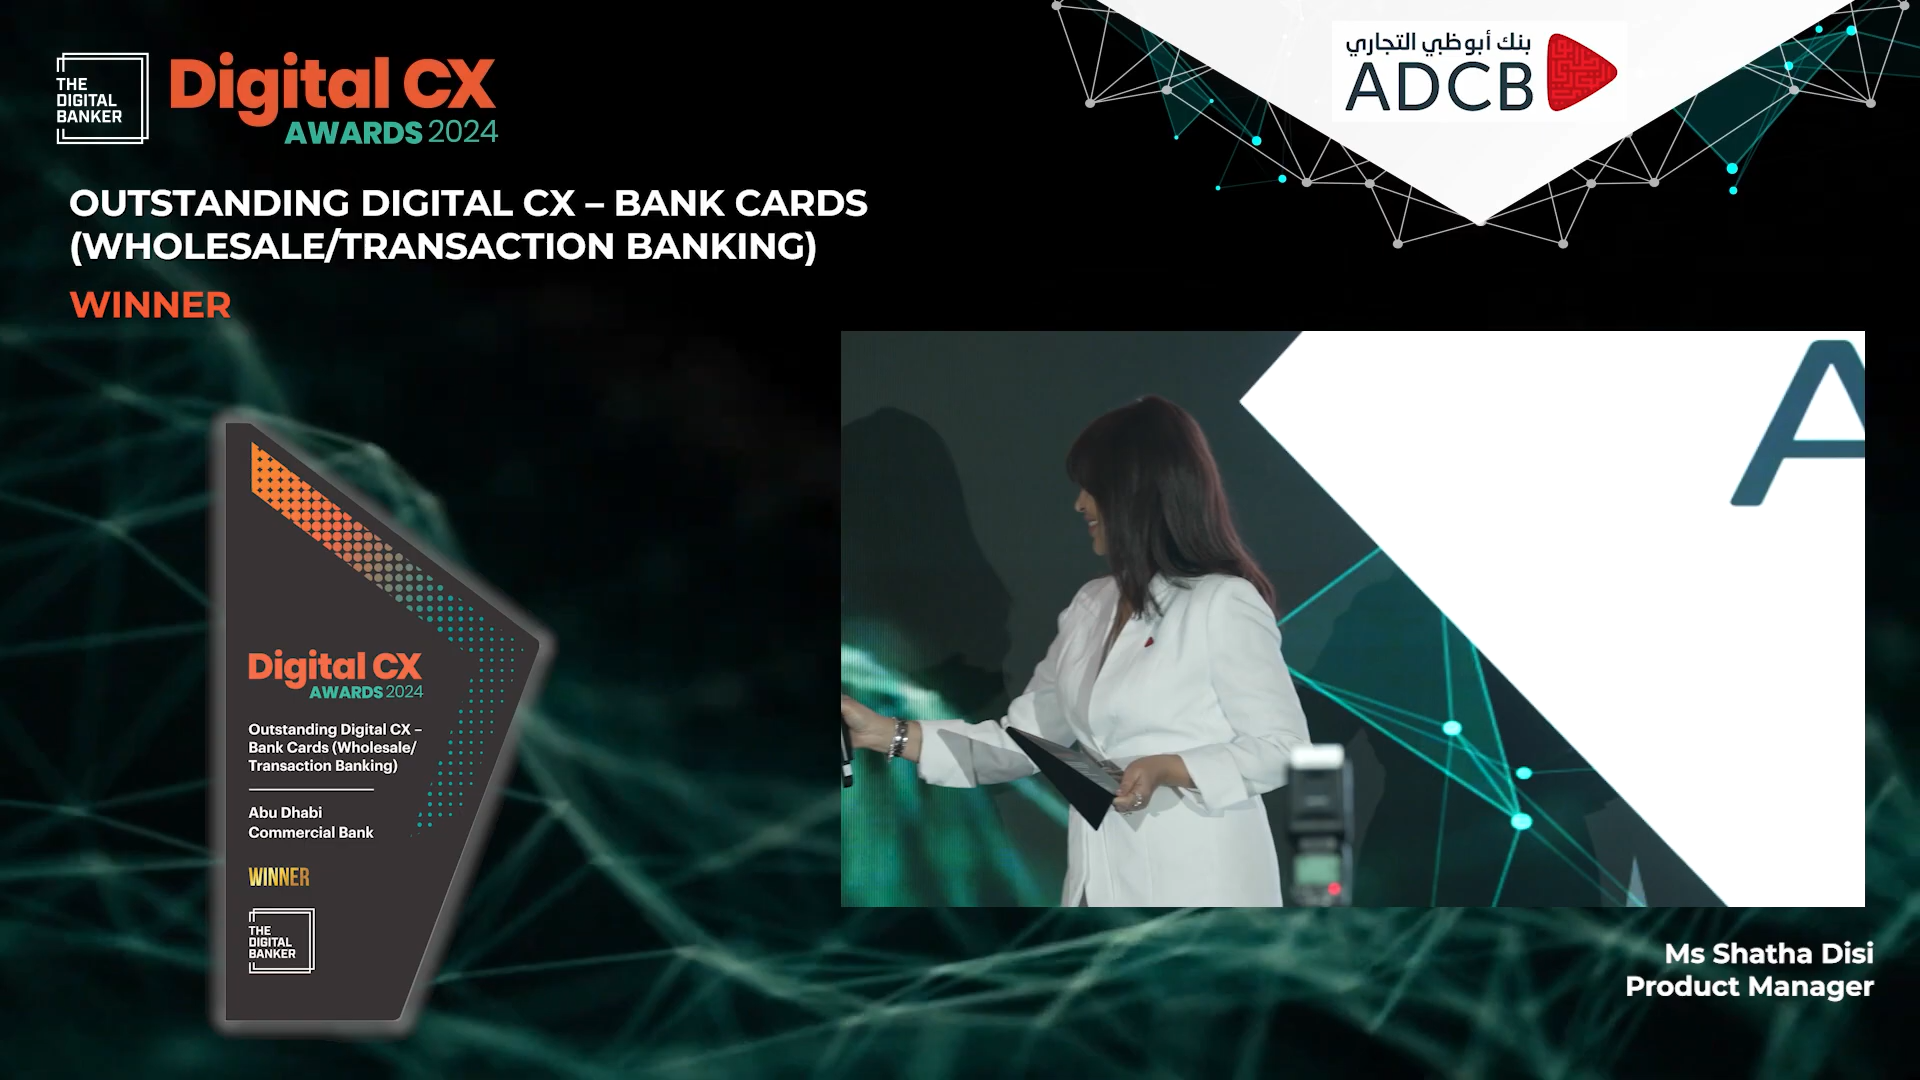 THE
DIGITAL
BANKER
Digital CX
AWARDS 2024
بنك أبوظبي التجاري
ADCB
OUTSTANDING DIGITAL CX – BANK CARDS
(WHOLESALE/TRANSACTION BANKING)
WINNER
A
Digital CX
AWARDS 2024
Outstanding Digital CX –
Bank Cards (Wholesale/
Transaction Banking)
Abu Dhabi
Commercial Bank
WINNER
THE
DIGITAL
BANKER
Ms Shatha Disi
Product Manager